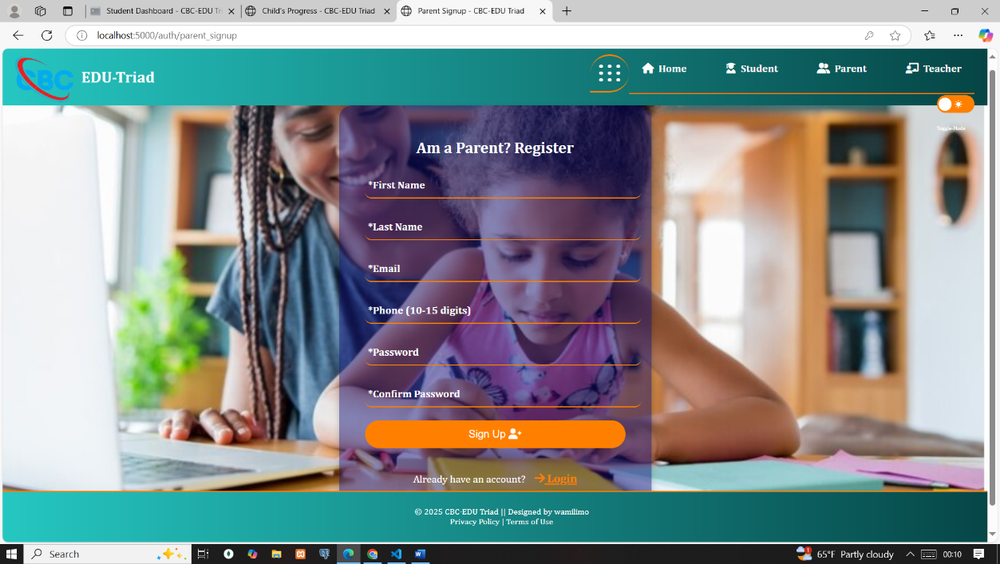 Student Dashboard - CBC-EDU Tri
Child's Progress - CBC-EDU Triad
Parent Signup - CBC-EDU Triad
localhost:5000/auth/parent_signup
CBC EDU-Triad
Home
Student
Parent
Teacher
Toggle-Mode
Am a Parent? Register
*First Name
*Last Name
*Email
*Phone (10-15 digits)
*Password
*Confirm Password
Sign Up
Already have an account? Login
© 2025 CBC-EDU Triad || Designed by wamilimo
Privacy Policy | Terms of Use
Search
1
65°F Partly cloudy
00:10